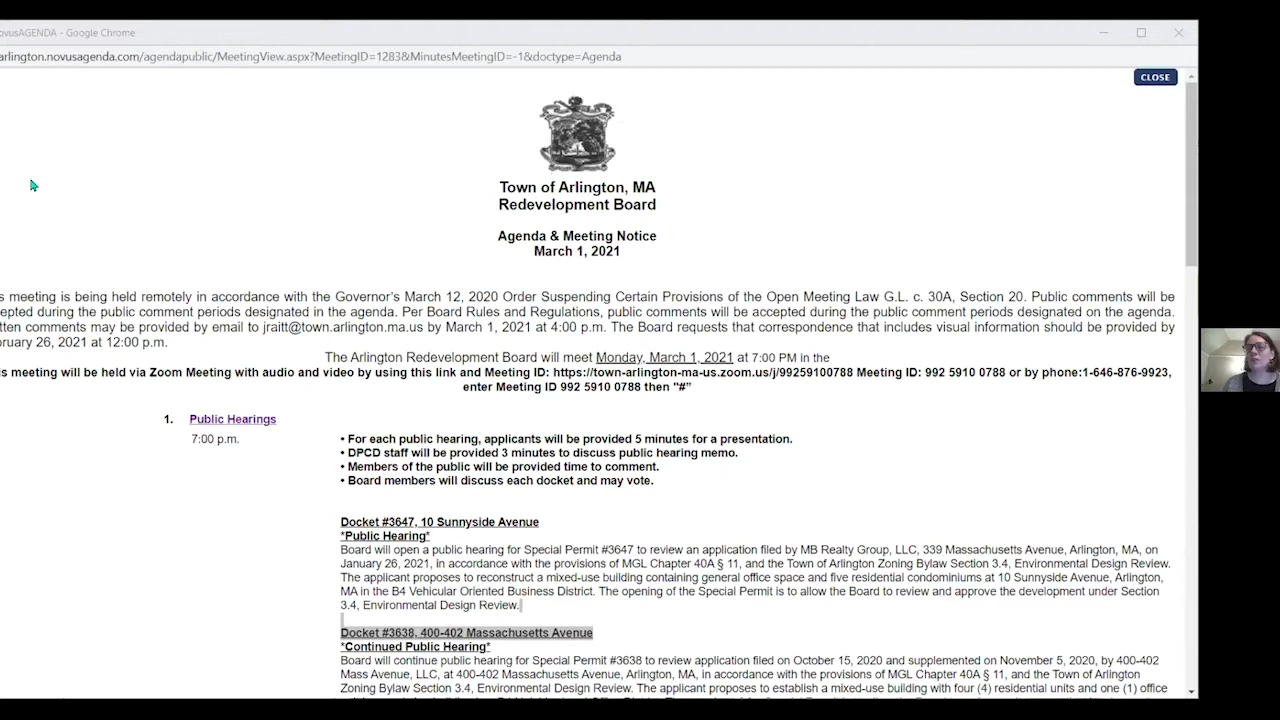 ovusAGENDA - Google Chrome
arlington.novusagenda.com/agendapublic/MeetingView.aspx?MeetingID=1283&MinutesMeetingID=-1&doctype=Agenda
CLOSE
Town of Arlington, MA
Redevelopment Board
Agenda & Meeting Notice
March 1, 2021
s meeting is being held remotely in accordance with the Governor's March 12, 2020 Order Suspending Certain Provisions of the Open Meeting Law G.L. c. 30A, Section 20. Public comments will be
epted during the public comment periods designated in the agenda. Per Board Rules and Regulations, public comments will be accepted during the public comment periods designated on the agenda.
tten comments may be provided by email to jraitt@town.arlington.ma.us by March 1, 2021 at 4:00 p.m. The Board requests that correspondence that includes visual information should be provided by
oruary 26, 2021 at 12:00 p.m.
The Arlington Redevelopment Board will meet Monday, March 1, 2021 at 7:00 PM in the
is meeting will be held via Zoom Meeting with audio and video by using this link and Meeting ID: https://town-arlington-ma-us.zoom.us/j/99259100788 Meeting ID: 992 5910 0788 or by phone:1-646-876-9923,
enter Meeting ID 992 5910 0788 then "#"
1. Public Hearings
7:00 p.m.
• For each public hearing, applicants will be provided 5 minutes for a presentation.
• DPCD staff will be provided 3 minutes to discuss public hearing memo.
• Members of the public will be provided time to comment.
• Board members will discuss each docket and may vote.
Docket #3647, 10 Sunnyside Avenue
*Public Hearing*
Board will open a public hearing for Special Permit #3647 to review an application filed by MB Realty Group, LLC, 339 Massachusetts Avenue, Arlington, MA, on
January 26, 2021, in accordance with the provisions of MGL Chapter 40A § 11, and the Town of Arlington Zoning Bylaw Section 3.4, Environmental Design Review.
The applicant proposes to reconstruct a mixed-use building containing general office space and five residential condominiums at 10 Sunnyside Avenue, Arlington,
MA in the B4 Vehicular Oriented Business District. The opening of the Special Permit is to allow the Board to review and approve the development under Section
3.4, Environmental Design Review.
Docket #3638, 400-402 Massachusetts Avenue
*Continued Public Hearing*
Board will continue public hearing for Special Permit #3638 to review application filed on October 15, 2020 and supplemented on November 5, 2020, by 400-402
Mass Avenue, LLC, at 400-402 Massachusetts Avenue, Arlington, MA, in accordance with the provisions of MGL Chapter 40A § 11, and the Town of Arlington
Zoning Bylaw Section 3.4, Environmental Design Review. The applicant proposes to establish a mixed-use building with four (4) residential units and one (1) office